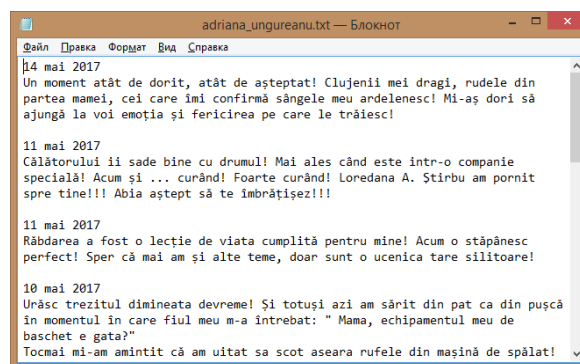 adriana_ungureanu.txt — Блокнот
Файл Правка Формат Вид Справка
14 mai 2017
Un moment atât de dorit, atât de așteptat! Clujenii mei dragi, rudele din
partea mamei, cei care îmi confirmă sângele meu ardelenesc! Mi-aș dori să
ajungă la voi emoția și fericirea pe care le trăiesc!
11 mai 2017
Călătorului ii sade bine cu drumul! Mai ales când este intr-o companie
specială! Acum și ... curând! Foarte curând! Loredana A. Știrbu am pornit
spre tine!!! Abia aștept să te îmbrățișez!!!
11 mai 2017
Răbdarea a fost o lecție de viata cumplită pentru mine! Acum o stăpânesc
perfect! Sper că mai am și alte teme, doar sunt o ucenica tare silitoare!
10 mai 2017
Urăsc trezitul dimineata devreme! Și totuși azi am sărit din pat ca din pușcă
în momentul în care fiul meu m-a întrebat: " Mama, echipamentul meu de
baschet e gata?"
Tocmai mi-am amintit că am uitat sa scot aseara rufele din mașină de spălat!